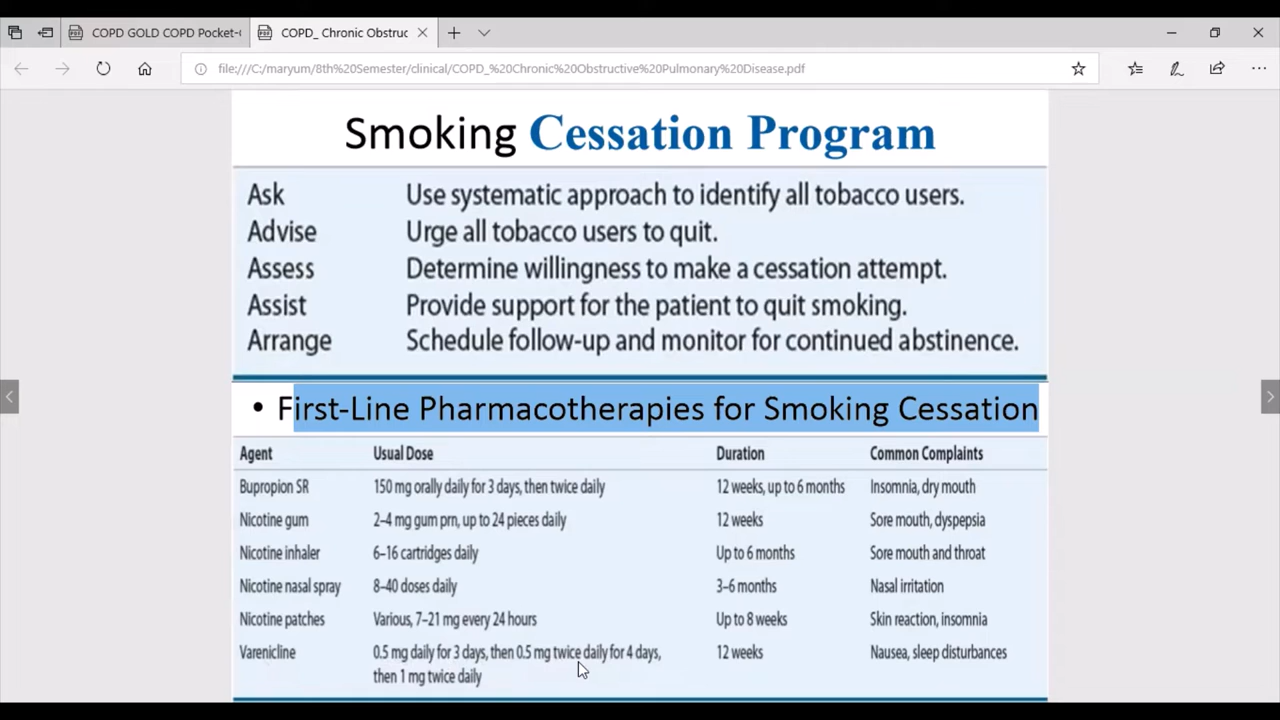 COPD GOLD COPD Pocket-
COPD_ Chronic Obstruc
file:///C:/maryum/8th%20Semester/clinical/COPD_%20Chronic%20Obstructive%20Pulmonary%20Disease.pdf
Smoking Cessation Program
Ask Use systematic approach to identify all tobacco users.
Advise Urge all tobacco users to quit.
Assess Determine willingness to make a cessation attempt.
Assist Provide support for the patient to quit smoking.
Arrange Schedule follow-up and monitor for continued abstinence.
• First-Line Pharmacotherapies for Smoking Cessation
Agent Usual Dose Duration Common Complaints
Bupropion SR 150 mg orally daily for 3 days, then twice daily 12 weeks, up to 6 months Insomnia, dry mouth
Nicotine gum 2–4 mg gum prn, up to 24 pieces daily 12 weeks Sore mouth, dyspepsia
Nicotine inhaler 6–16 cartridges daily Up to 6 months Sore mouth and throat
Nicotine nasal spray 8–40 doses daily 3–6 months Nasal irritation
Nicotine patches Various, 7–21 mg every 24 hours Up to 8 weeks Skin reaction, insomnia
Varenicline 0.5 mg daily for 3 days, then 0.5 mg twice daily for 4 days, 12 weeks Nausea, sleep disturbances
then 1 mg twice daily